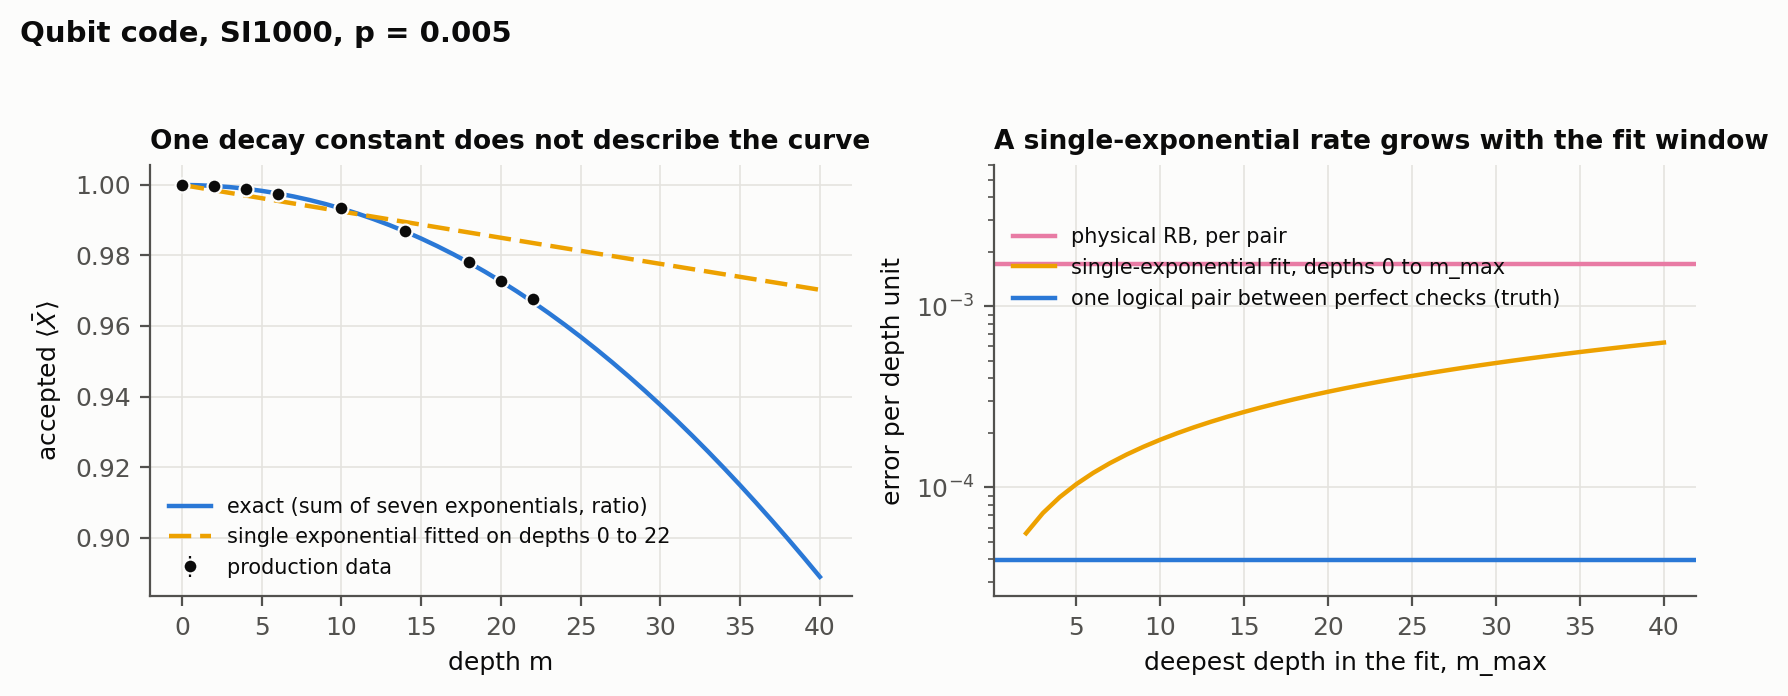 Qubit code, SI1000, p = 0.005
One decay constant does not describe the curve
accepted ⟨X̄⟩
1.00
0.98
0.96
0.94
0.92
0.90
exact (sum of seven exponentials, ratio)
single exponential fitted on depths 0 to 22
production data
0 5 10 15 20 25 30 35 40
depth m
A single-exponential rate grows with the fit window
error per depth unit
10⁻³
10⁻⁴
physical RB, per pair
single-exponential fit, depths 0 to m_max
one logical pair between perfect checks (truth)
5 10 15 20 25 30 35 40
deepest depth in the fit, m_max